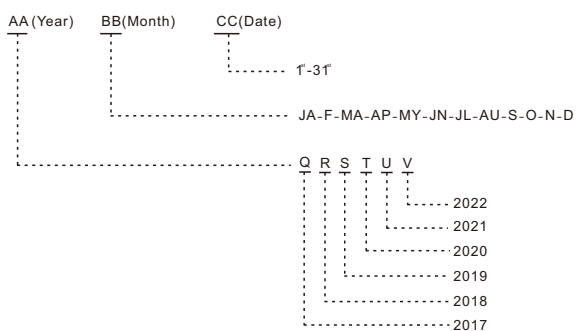 AA (Year) BB(Month) CC(Date)
1st-31st
JA-F-MA-AP-MY-JN-JL-AU-S-O-N-D
Q R S T U V
2022
2021
2020
2019
2018
2017